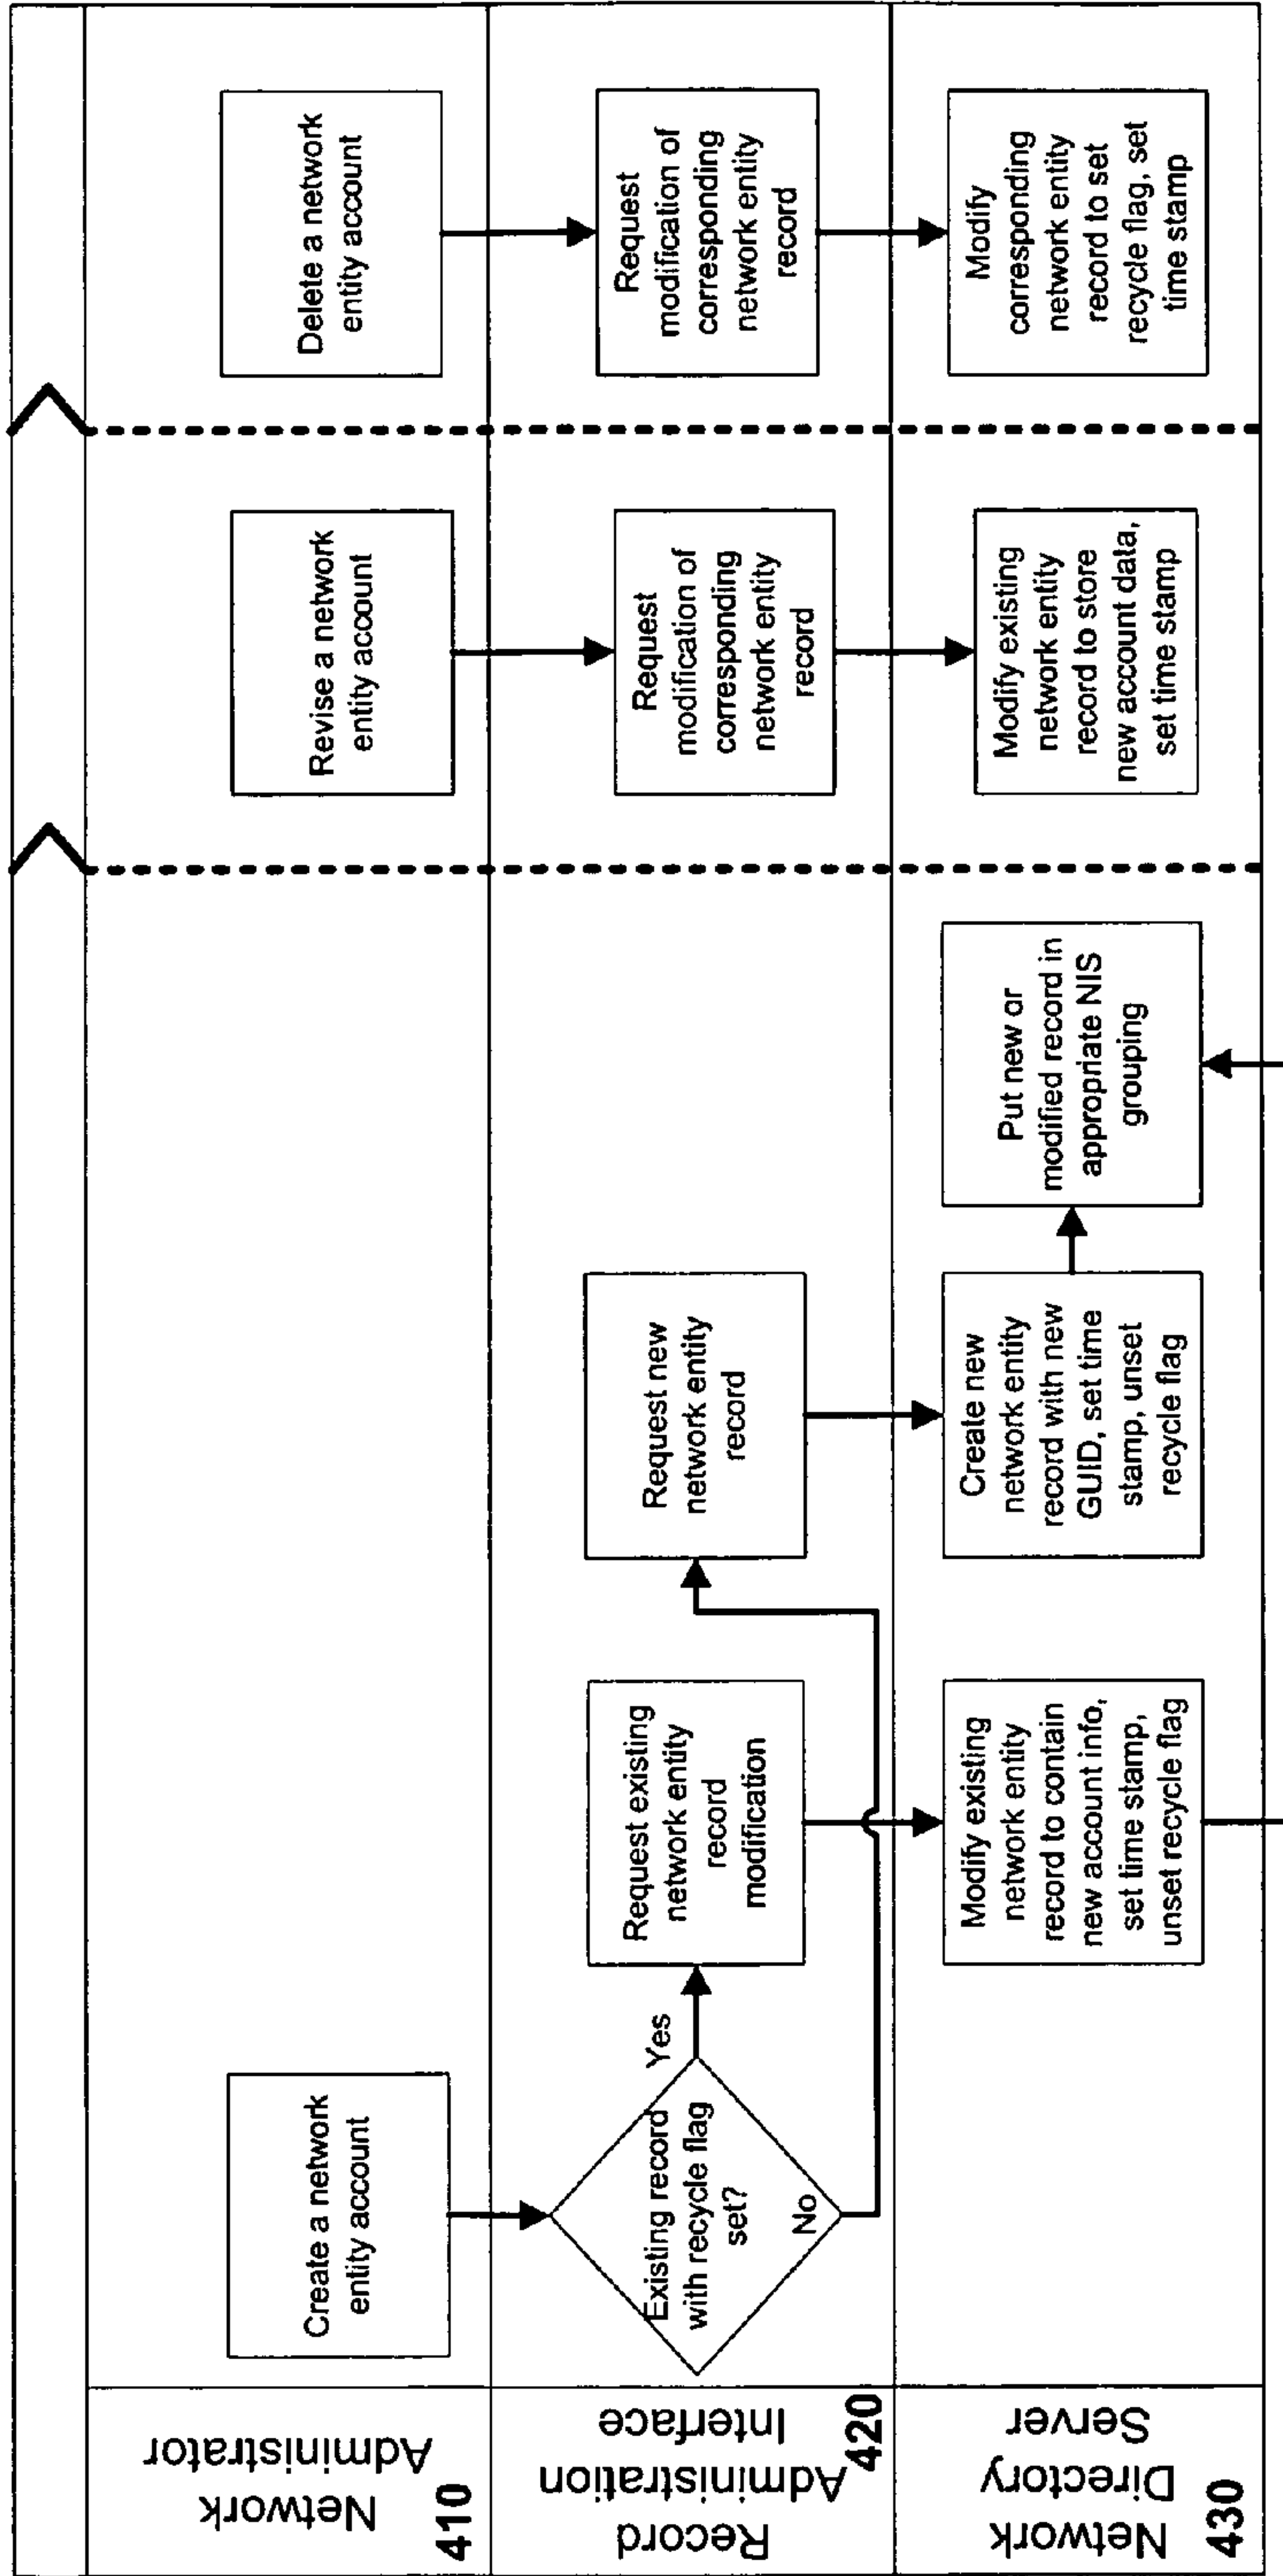 Network
Administrator
410
Create a network
entity account
Revise a network
entity account
Delete a network
entity account
Record
Administration
Interface
420
Existing record
with recycle flag
set?
Yes
No
Request existing
network entity
record
modification
Request new
network entity
record
Request
modification of
corresponding
network entity
record
Request
modification of
corresponding
network entity
record
Network
Directory
Server
430
Modify existing
network entity
record to contain
new account info,
set time stamp,
unset recycle flag
Create new
network entity
record with new
GUID, set time
stamp, unset
recycle flag
Put new or
modified record in
appropriate NIS
grouping
Modify existing
network entity
record to store
new account data,
set time stamp
Modify
corresponding
network entity
record to set
recycle flag, set
time stamp